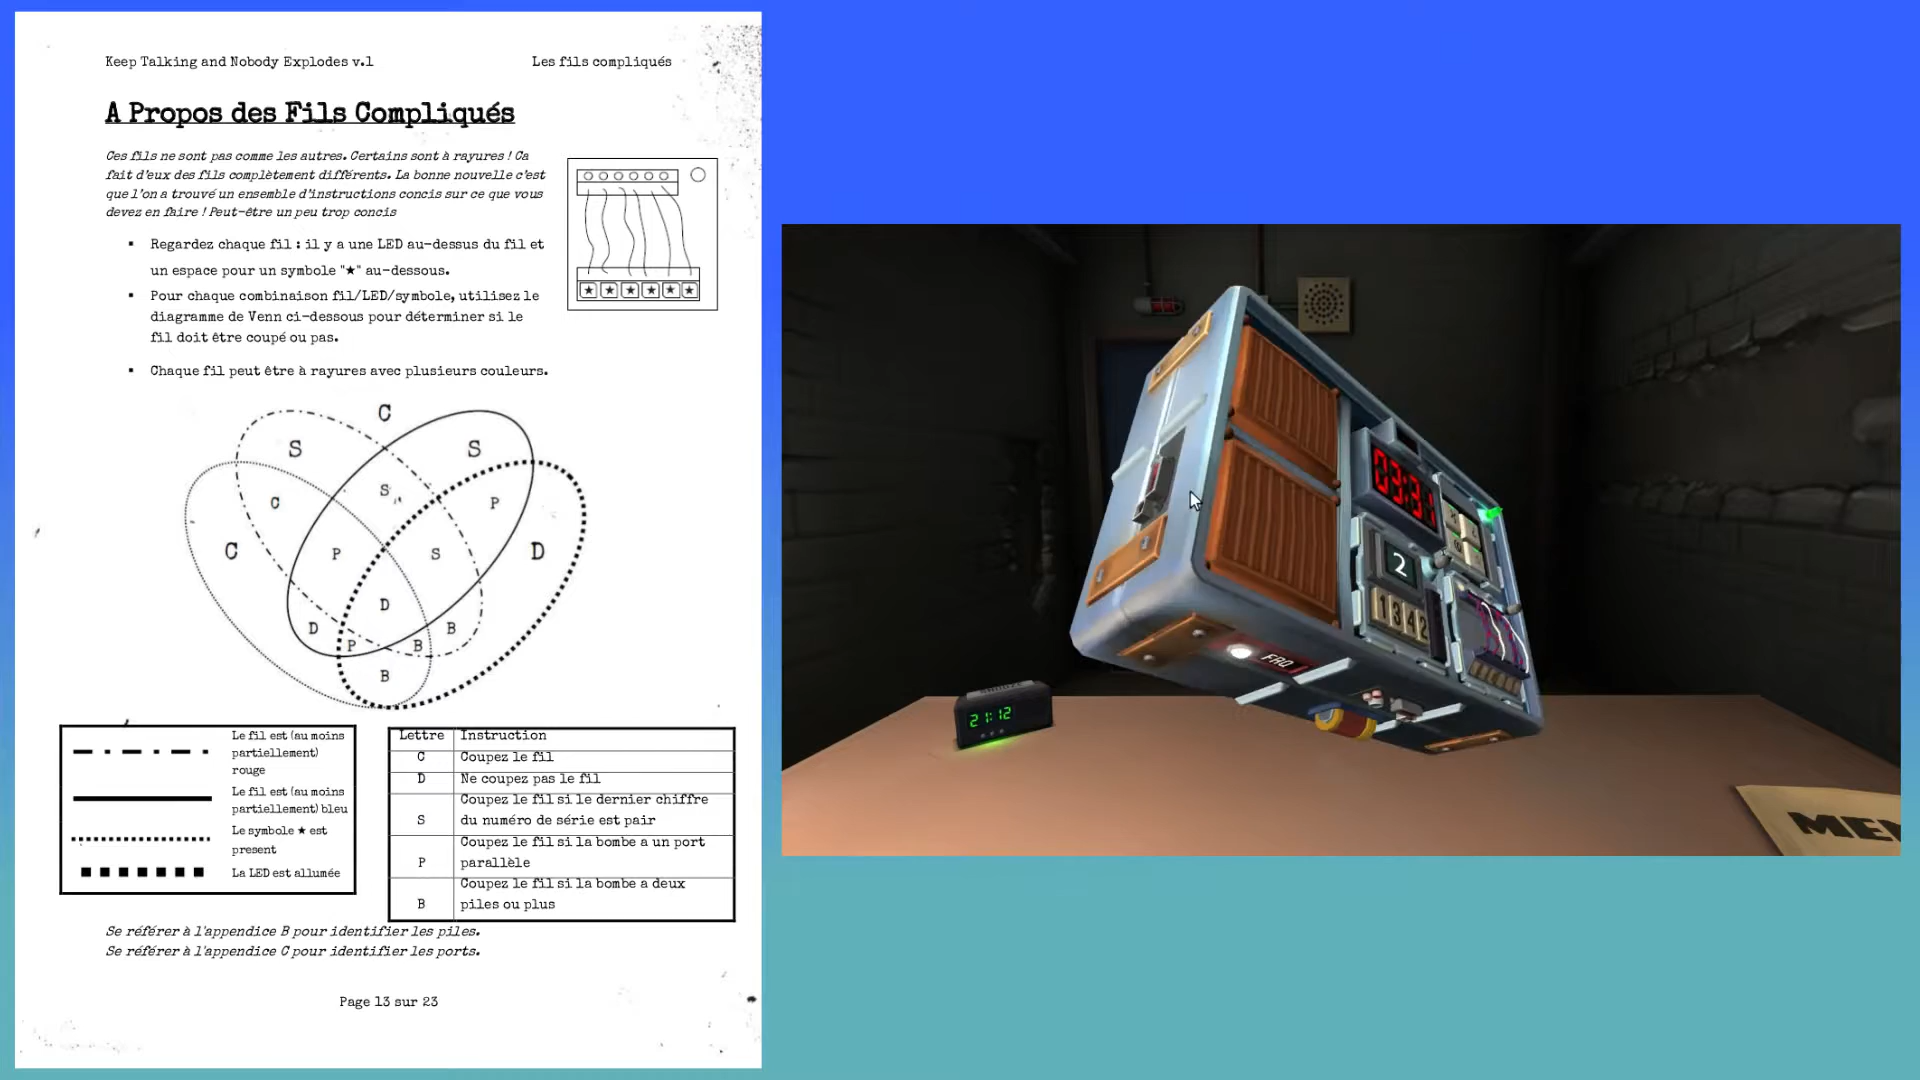 Keep Talking and Nobody Explodes v.1
Les fils compliqués
A Propos des Fils Compliqués
Ces fils ne sont pas comme les autres. Certains sont à rayures ! Ca
fait d'eux des fils complètement différents. La bonne nouvelle c'est
que l'on a trouvé un ensemble d'instructions concis sur ce que vous
devez en faire ! Peut-être un peu trop concis
▪ Regardez chaque fil : il y a une LED au-dessus du fil et
un espace pour un symbole "★" au-dessous.
▪ Pour chaque combinaison fil/LED/symbole, utilisez le
diagramme de Venn ci-dessous pour déterminer si le
fil doit être coupé ou pas.
▪ Chaque fil peut être à rayures avec plusieurs couleurs.
C
S S
S
C P
C P S D
D
D B
P B
B
Le fil est (au moins
partiellement)
rouge
Le fil est (au moins
partiellement) bleu
Le symbole ★ est
present
La LED est allumée
Lettre Instruction
C Coupez le fil
D Ne coupez pas le fil
Coupez le fil si le dernier chiffre
S du numéro de série est pair
Coupez le fil si la bombe a un port
P parallèle
Coupez le fil si la bombe a deux
B piles ou plus
Se référer à l'appendice B pour identifier les piles.
Se référer à l'appendice C pour identifier les ports.
Page 13 sur 23
03:31
2
1342
FRQ
21:12